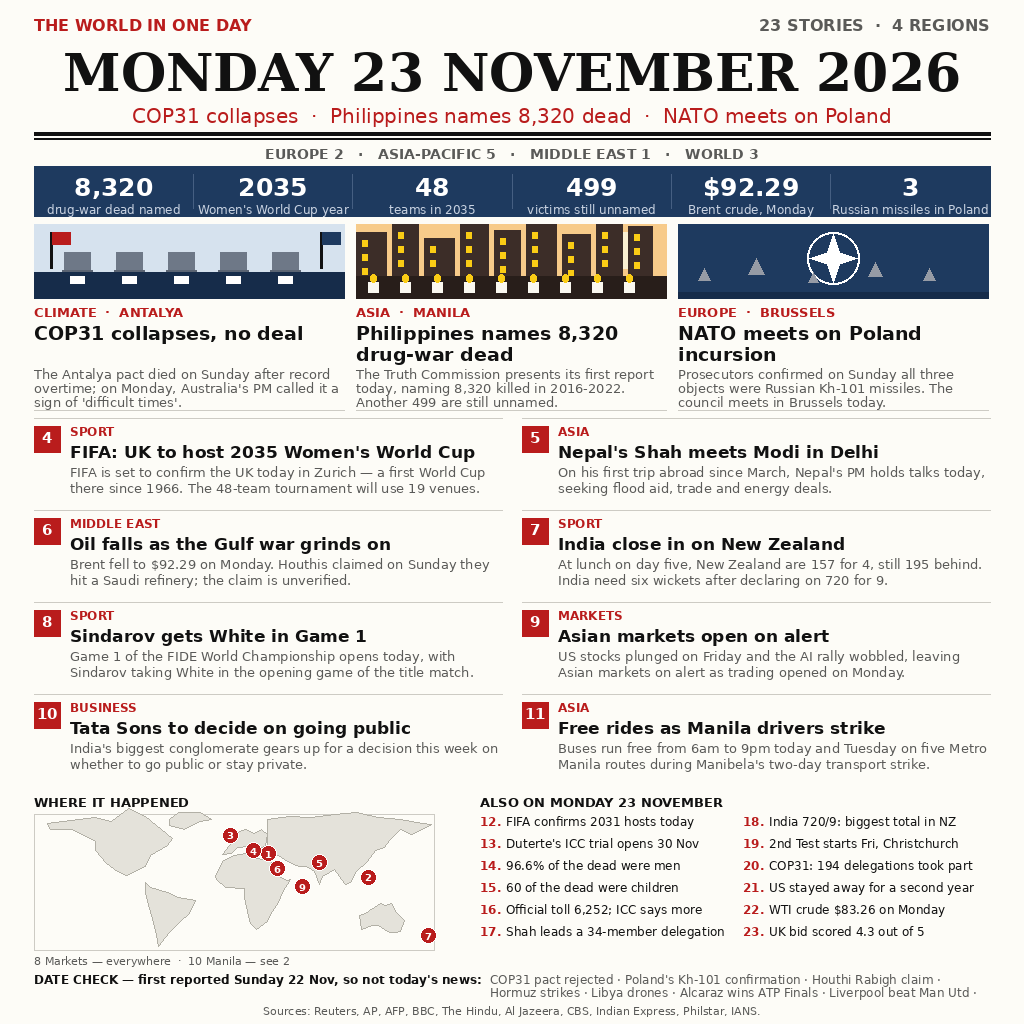 THE WORLD IN ONE DAY
23 STORIES · 4 REGIONS
MONDAY 23 NOVEMBER 2026
COP31 collapses · Philippines names 8,320 dead · NATO meets on Poland
EUROPE 2 · ASIA-PACIFIC 5 · MIDDLE EAST 1 · WORLD 3
8,320
drug-war dead named
2035
Women's World Cup year
48
teams in 2035
499
victims still unnamed
$92.29
Brent crude, Monday
3
Russian missiles in Poland
CLIMATE · ANTALYA
COP31 collapses, no deal
The Antalya pact died on Sunday after record
overtime; on Monday, Australia's PM called it a
sign of 'difficult times'.
ASIA · MANILA
Philippines names 8,320
drug-war dead
The Truth Commission presents its first report
today, naming 8,320 killed in 2016-2022.
Another 499 are still unnamed.
EUROPE · BRUSSELS
NATO meets on Poland
incursion
Prosecutors confirmed on Sunday all three
objects were Russian Kh-101 missiles. The
council meets in Brussels today.
4
SPORT
FIFA: UK to host 2035 Women's World Cup
FIFA is set to confirm the UK today in Zurich — a first World Cup
there since 1966. The 48-team tournament will use 19 venues.
5
ASIA
Nepal's Shah meets Modi in Delhi
On his first trip abroad since March, Nepal's PM holds talks today,
seeking flood aid, trade and energy deals.
6
MIDDLE EAST
Oil falls as the Gulf war grinds on
Brent fell to $92.29 on Monday. Houthis claimed on Sunday they
hit a Saudi refinery; the claim is unverified.
7
SPORT
India close in on New Zealand
At lunch on day five, New Zealand are 157 for 4, still 195 behind.
India need six wickets after declaring on 720 for 9.
8
SPORT
Sindarov gets White in Game 1
Game 1 of the FIDE World Championship opens today, with
Sindarov taking White in the opening game of the title match.
9
MARKETS
Asian markets open on alert
US stocks plunged on Friday and the AI rally wobbled, leaving
Asian markets on alert as trading opened on Monday.
10
BUSINESS
Tata Sons to decide on going public
India's biggest conglomerate gears up for a decision this week on
whether to go public or stay private.
11
ASIA
Free rides as Manila drivers strike
Buses run free from 6am to 9pm today and Tuesday on five Metro
Manila routes during Manibela's two-day transport strike.
WHERE IT HAPPENED
3
4
1
6
5
9
2
7
8 Markets — everywhere · 10 Manila — see 2
ALSO ON MONDAY 23 NOVEMBER
12. FIFA confirms 2031 hosts today
13. Duterte's ICC trial opens 30 Nov
14. 96.6% of the dead were men
15. 60 of the dead were children
16. Official toll 6,252; ICC says more
17. Shah leads a 34-member delegation
18. India 720/9: biggest total in NZ
19. 2nd Test starts Fri, Christchurch
20. COP31: 194 delegations took part
21. US stayed away for a second year
22. WTI crude $83.26 on Monday
23. UK bid scored 4.3 out of 5
DATE CHECK — first reported Sunday 22 Nov, so not today's news: COP31 pact rejected · Poland's Kh-101 confirmation · Houthi Rabigh claim ·
Hormuz strikes · Libya drones · Alcaraz wins ATP Finals · Liverpool beat Man Utd ·
Sources: Reuters, AP, AFP, BBC, The Hindu, Al Jazeera, CBS, Indian Express, Philstar, IANS.